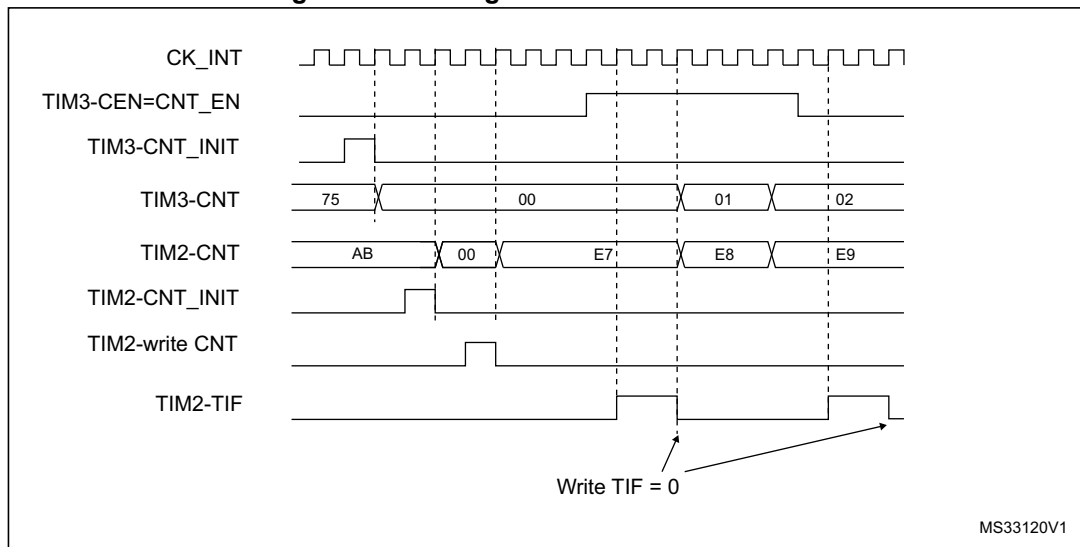 CK_INT
TIM3-CEN=CNT_EN
TIM3-CNT_INIT
TIM3-CNT 75 00 01 02
TIM2-CNT AB 00 E7 E8 E9
TIM2-CNT_INIT
TIM2-write CNT
TIM2-TIF
Write TIF = 0
MS33120V1